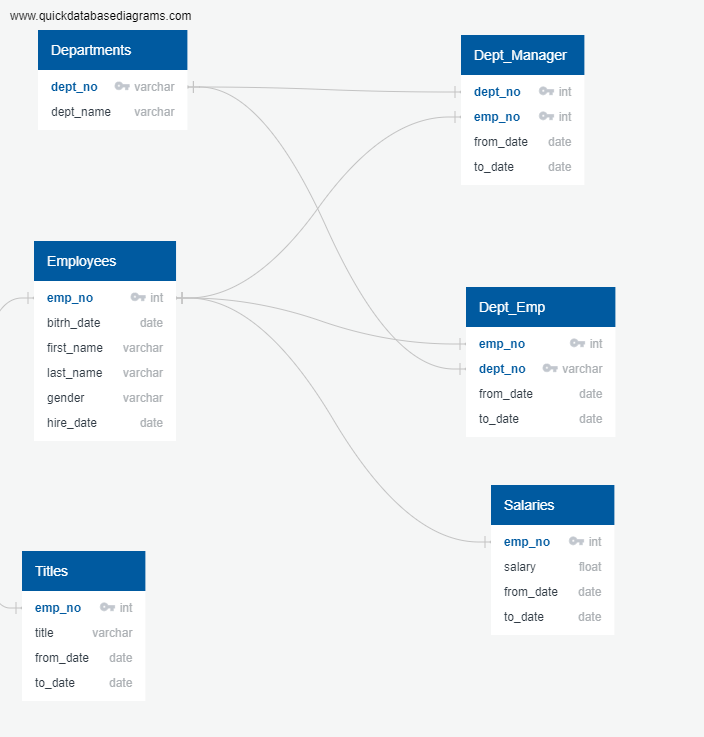 www.quickdatabasediagrams.com
Departments
dept_no varchar
dept_name varchar
Dept_Manager
dept_no int
emp_no int
from_date date
to_date date
Employees
emp_no int
bitrh_date date
first_name varchar
last_name varchar
gender varchar
hire_date date
Dept_Emp
emp_no int
dept_no varchar
from_date date
to_date date
Salaries
emp_no int
salary float
from_date date
to_date date
Titles
emp_no int
title varchar
from_date date
to_date date